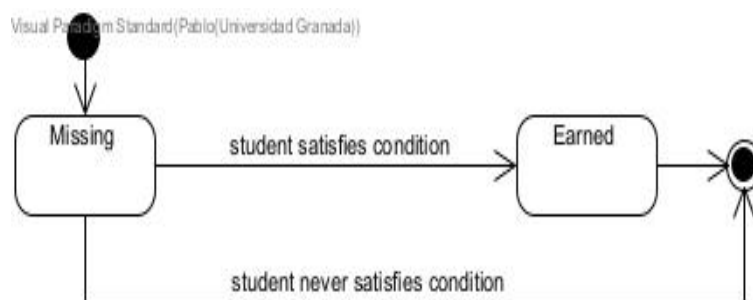 Visual Paradigm Standard(Pablo(Universidad Granada))
Missing
student satisfies condition
Earned
student never satisfies condition